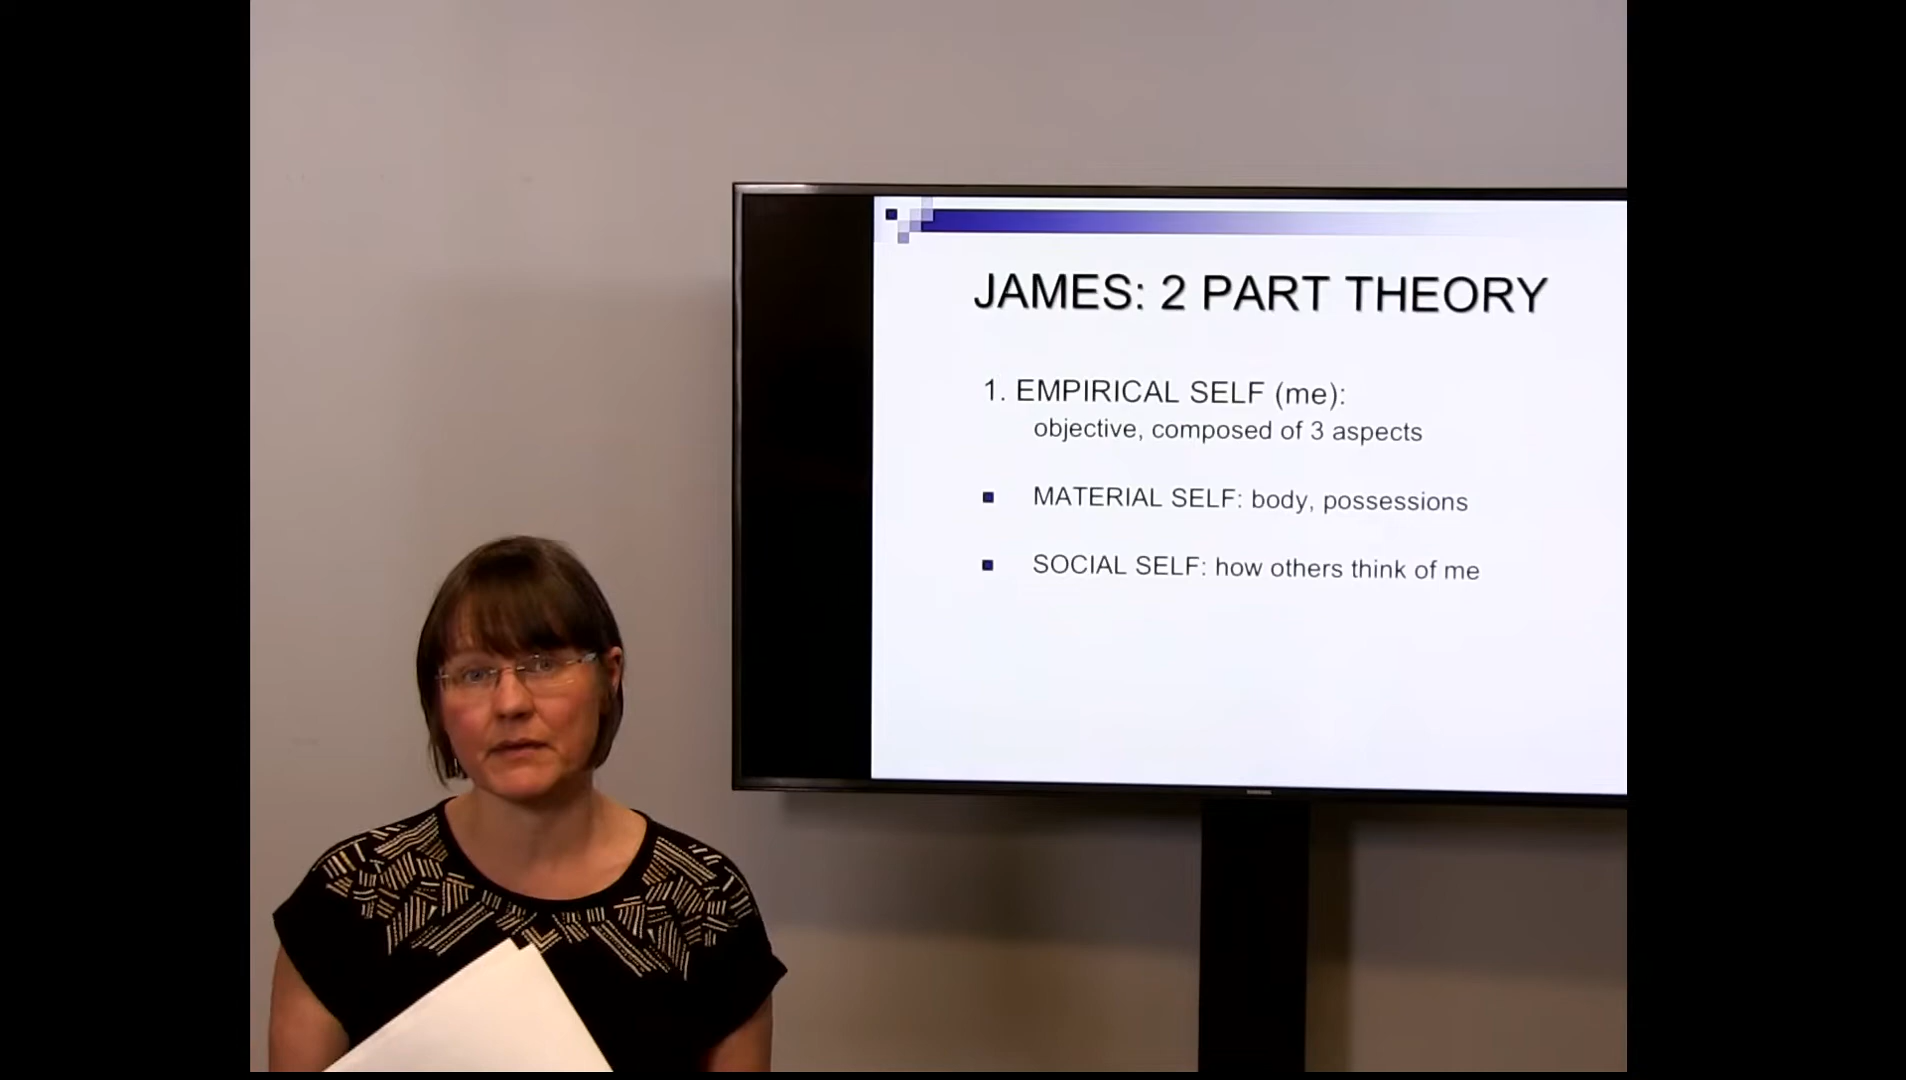 JAMES: 2 PART THEORY
1. EMPIRICAL SELF (me):
objective, composed of 3 aspects
MATERIAL SELF: body, possessions
SOCIAL SELF: how others think of me